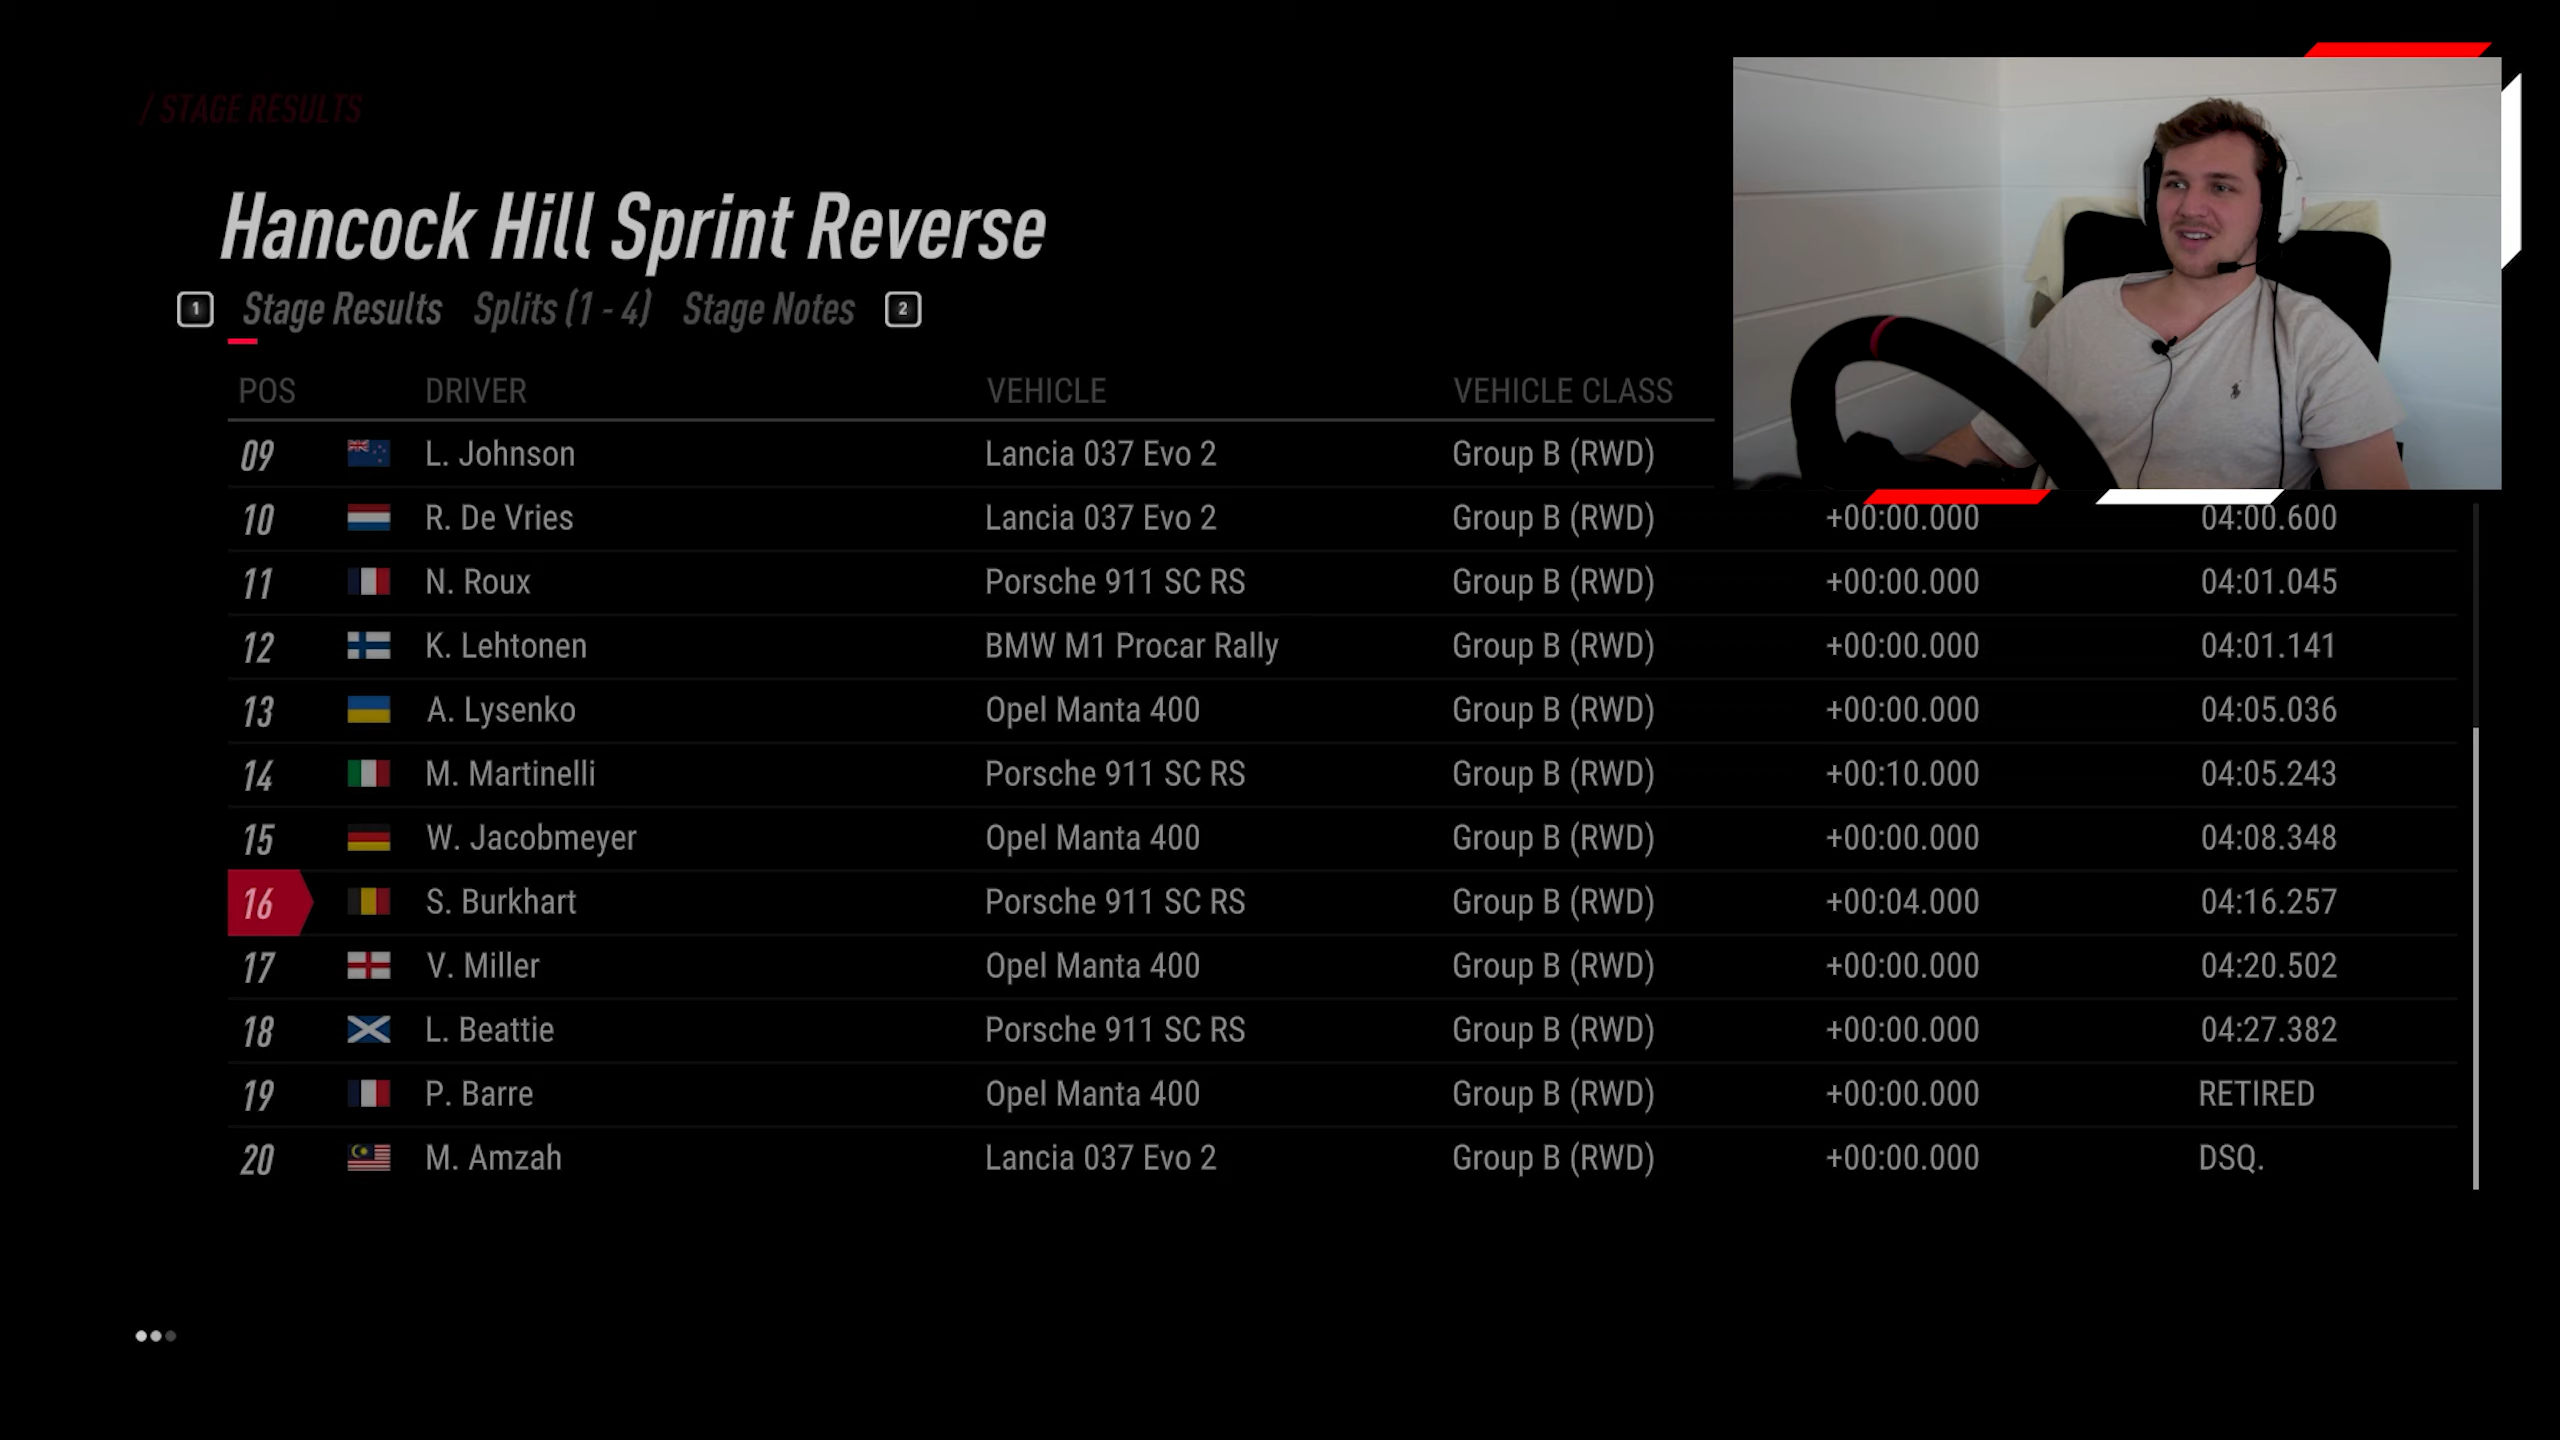 / STAGE RESULTS
Hancock Hill Sprint Reverse
1 Stage Results Splits (1 - 4) Stage Notes 2
POS DRIVER VEHICLE VEHICLE CLASS
09 L. Johnson Lancia 037 Evo 2 Group B (RWD)
10 R. De Vries Lancia 037 Evo 2 Group B (RWD) +00:00.000 04:00.600
11 N. Roux Porsche 911 SC RS Group B (RWD) +00:00.000 04:01.045
12 K. Lehtonen BMW M1 Procar Rally Group B (RWD) +00:00.000 04:01.141
13 A. Lysenko Opel Manta 400 Group B (RWD) +00:00.000 04:05.036
14 M. Martinelli Porsche 911 SC RS Group B (RWD) +00:10.000 04:05.243
15 W. Jacobmeyer Opel Manta 400 Group B (RWD) +00:00.000 04:08.348
16 S. Burkhart Porsche 911 SC RS Group B (RWD) +00:04.000 04:16.257
17 V. Miller Opel Manta 400 Group B (RWD) +00:00.000 04:20.502
18 L. Beattie Porsche 911 SC RS Group B (RWD) +00:00.000 04:27.382
19 P. Barre Opel Manta 400 Group B (RWD) +00:00.000 RETIRED
20 M. Amzah Lancia 037 Evo 2 Group B (RWD) +00:00.000 DSQ.